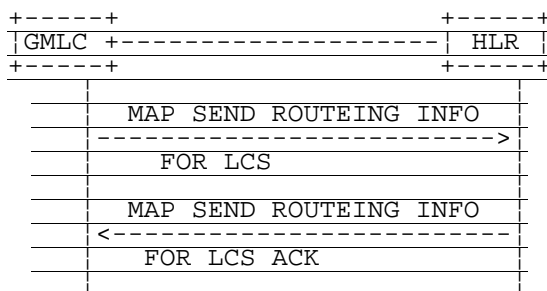 GMLC HLR
MAP SEND ROUTEING INFO
FOR LCS
MAP SEND ROUTEING INFO
FOR LCS ACK